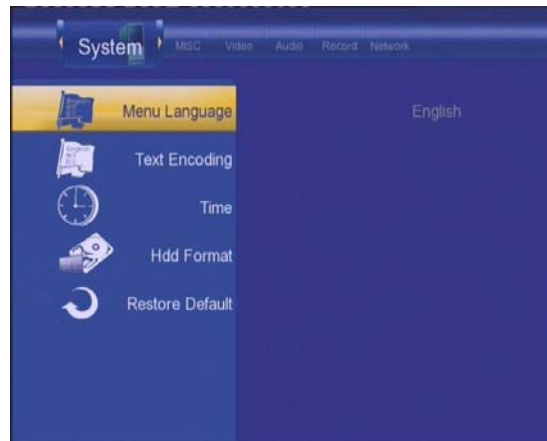 System MISC Video Audio Record Network
Menu Language English
Text Encoding
Time
Hdd Format
Restore Default